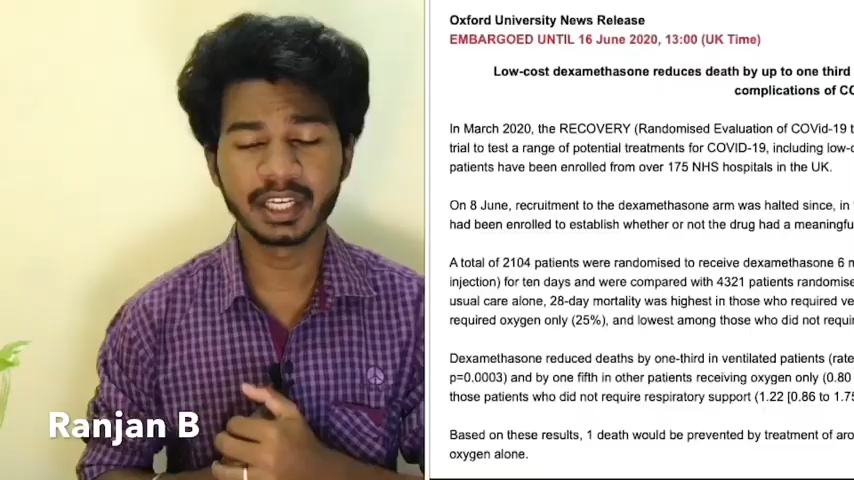 Oxford University News Release
EMBARGOED UNTIL 16 June 2020, 13:00 (UK Time)
Low-cost dexamethasone reduces death by up to one third
complications of CO
In March 2020, the RECOVERY (Randomised Evaluation of COVid-19 t
trial to test a range of potential treatments for COVID-19, including low-d
patients have been enrolled from over 175 NHS hospitals in the UK.
On 8 June, recruitment to the dexamethasone arm was halted since, in
had been enrolled to establish whether or not the drug had a meaningfu
A total of 2104 patients were randomised to receive dexamethasone 6 m
injection) for ten days and were compared with 4321 patients randomise
usual care alone, 28-day mortality was highest in those who required ve
required oxygen only (25%), and lowest among those who did not requir
Dexamethasone reduced deaths by one-third in ventilated patients (rate
p=0.0003) and by one fifth in other patients receiving oxygen only (0.80
those patients who did not require respiratory support (1.22 [0.86 to 1.75
Based on these results, 1 death would be prevented by treatment of aro
oxygen alone.
Ranjan B